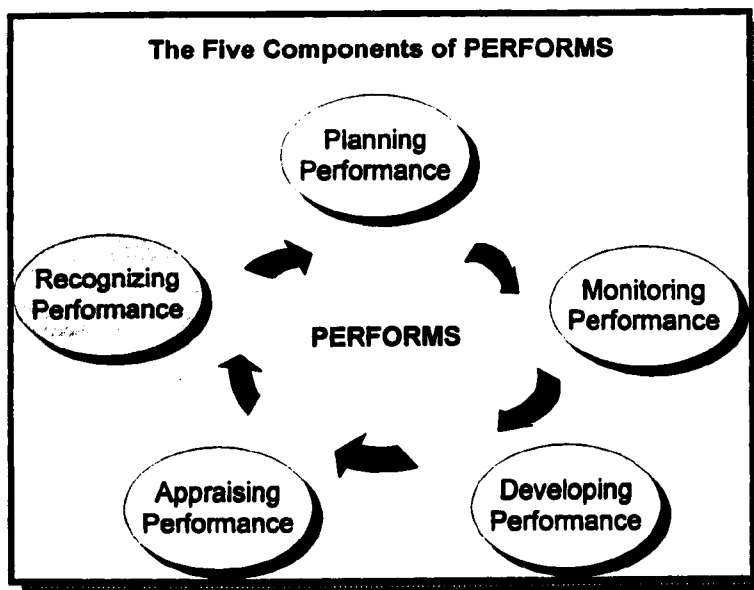 The Five Components of PERFORMS
Planning
Performance
Monitoring
Performance
Developing
Performance
Appraising
Performance
Recognizing
Performance
PERFORMS